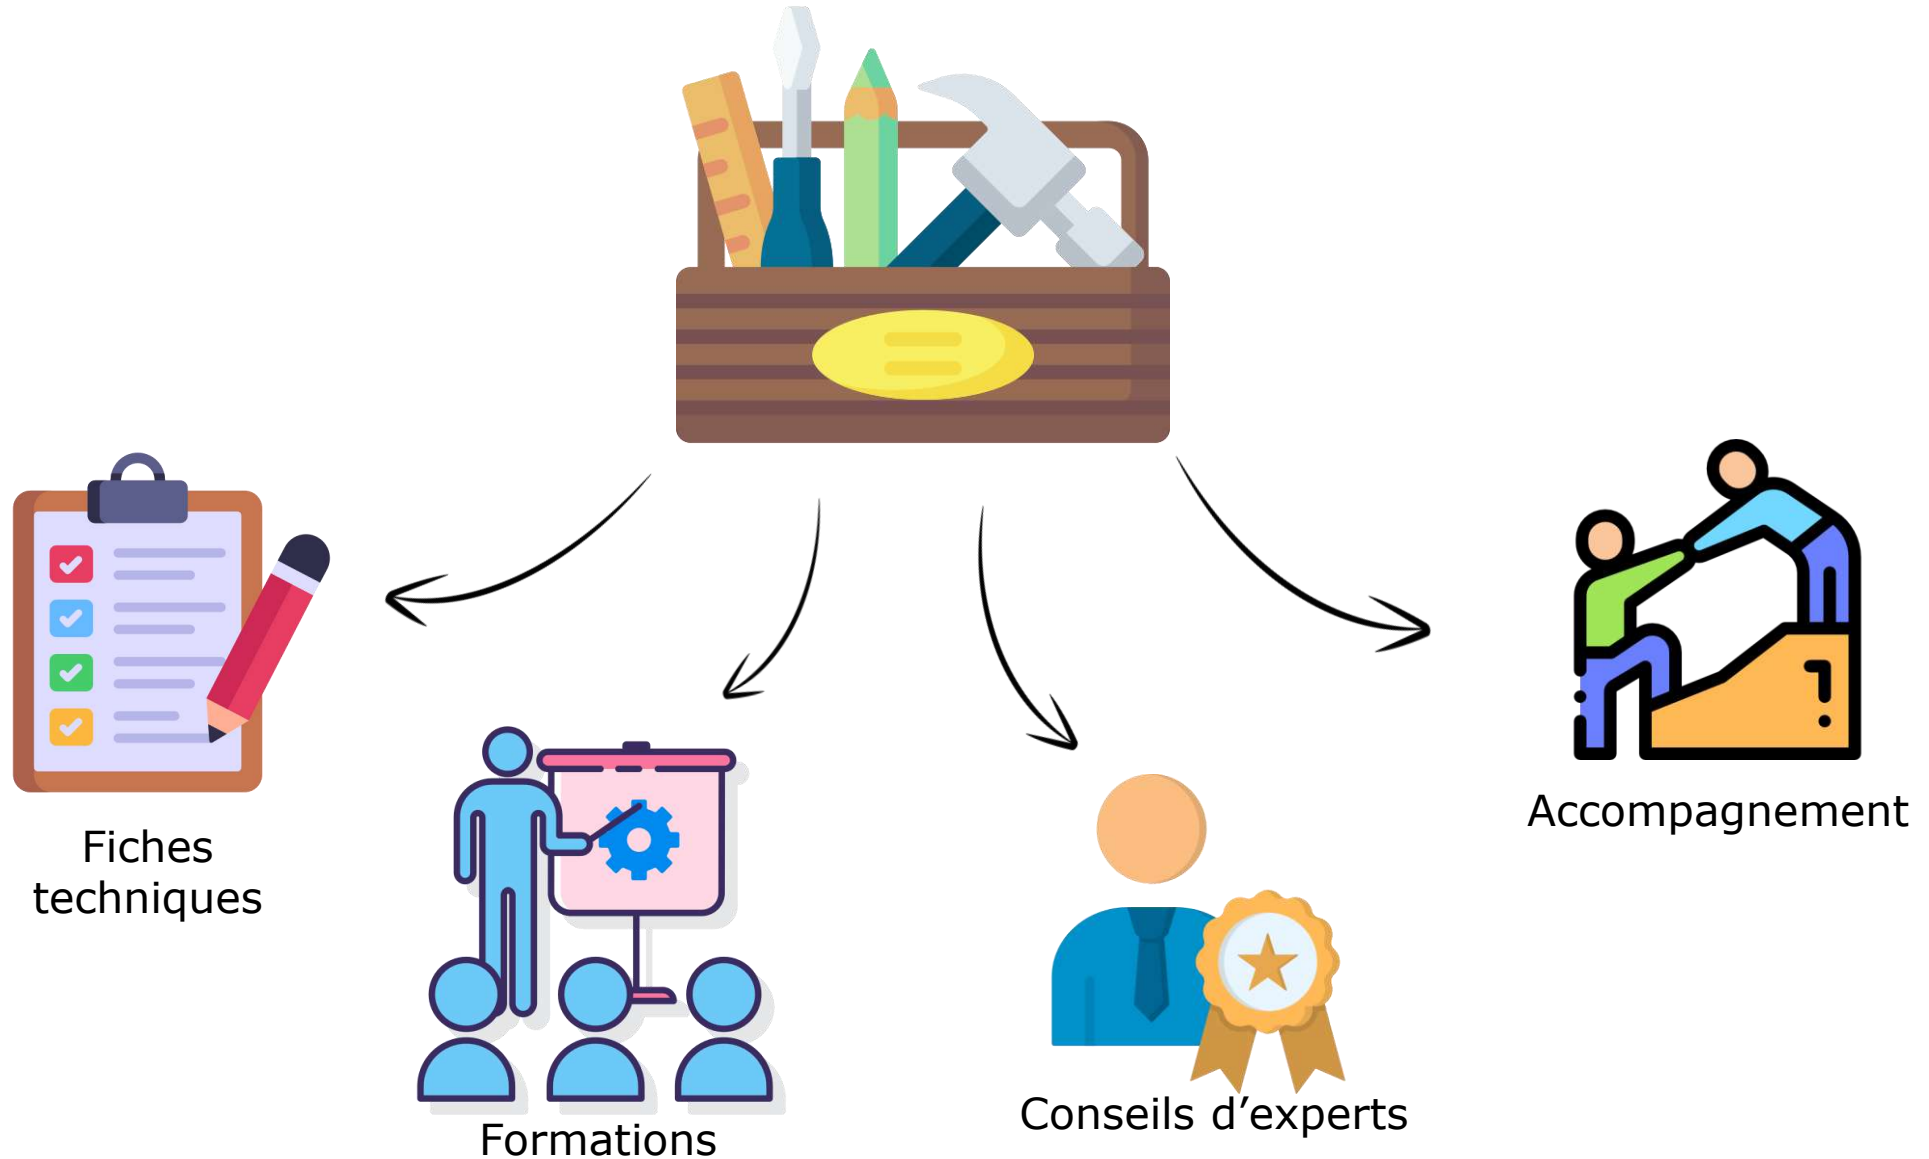 Fiches
techniques
Formations
Conseils d’experts
Accompagnement